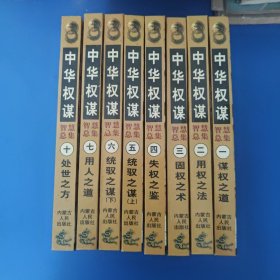 中华权谋
智慧总集
十
处世之方
内蒙古
人民
出版社
中华权谋
智慧总集
七
用人之道
内蒙古
人民
出版社
中华权谋
智慧总集
六
统驭之谋(下)
内蒙古
人民
出版社
中华权谋
智慧总集
五
统驭之谋(上)
内蒙古
人民
出版社
中华权谋
智慧总集
四
失权之鉴
内蒙古
人民
出版社
中华权谋
智慧总集
三
固权之术
内蒙古
人民
出版社
中华权谋
智慧总集
二
用权之法
内蒙古
人民
出版社
中华权谋
智慧总集
一
谋权之道
内蒙古
人民
出版社